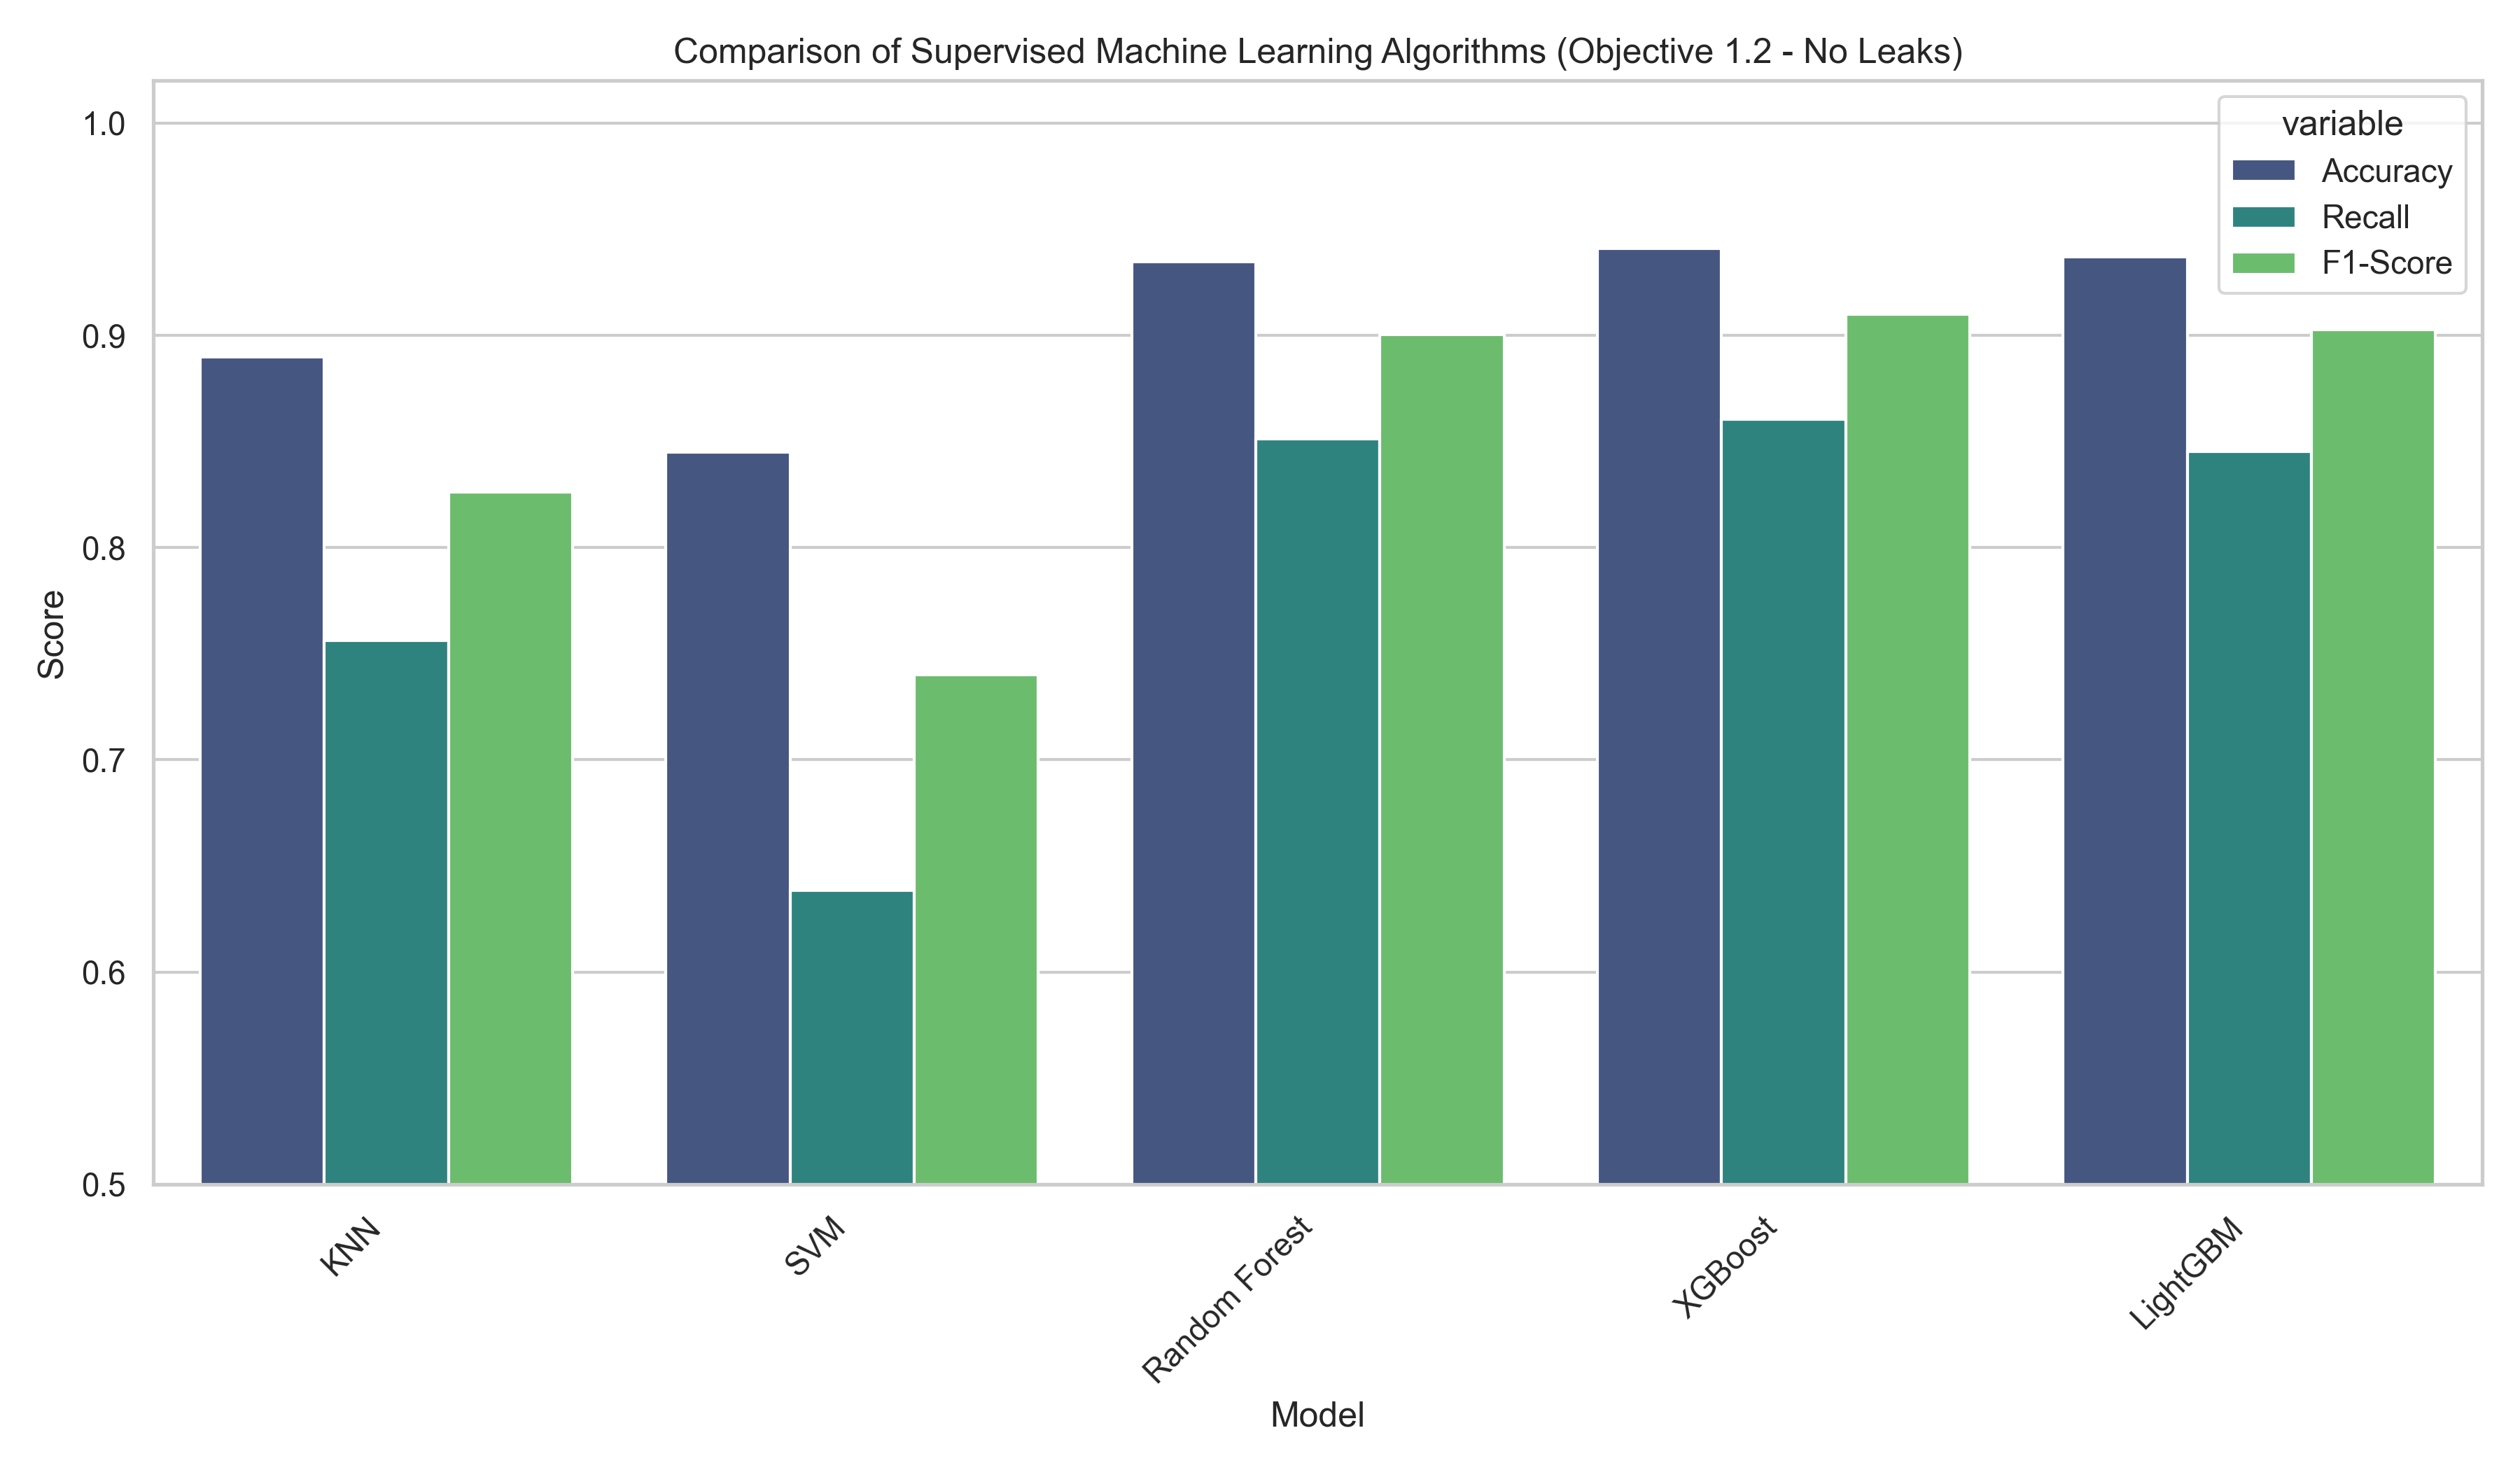 Comparison of Supervised Machine Learning Algorithms (Objective 1.2 - No Leaks)
variable
Accuracy
Recall
F1-Score
Score
1.0
0.9
0.8
0.7
0.6
0.5
KNN
SVM
Random Forest
XGBoost
LightGBM
Model